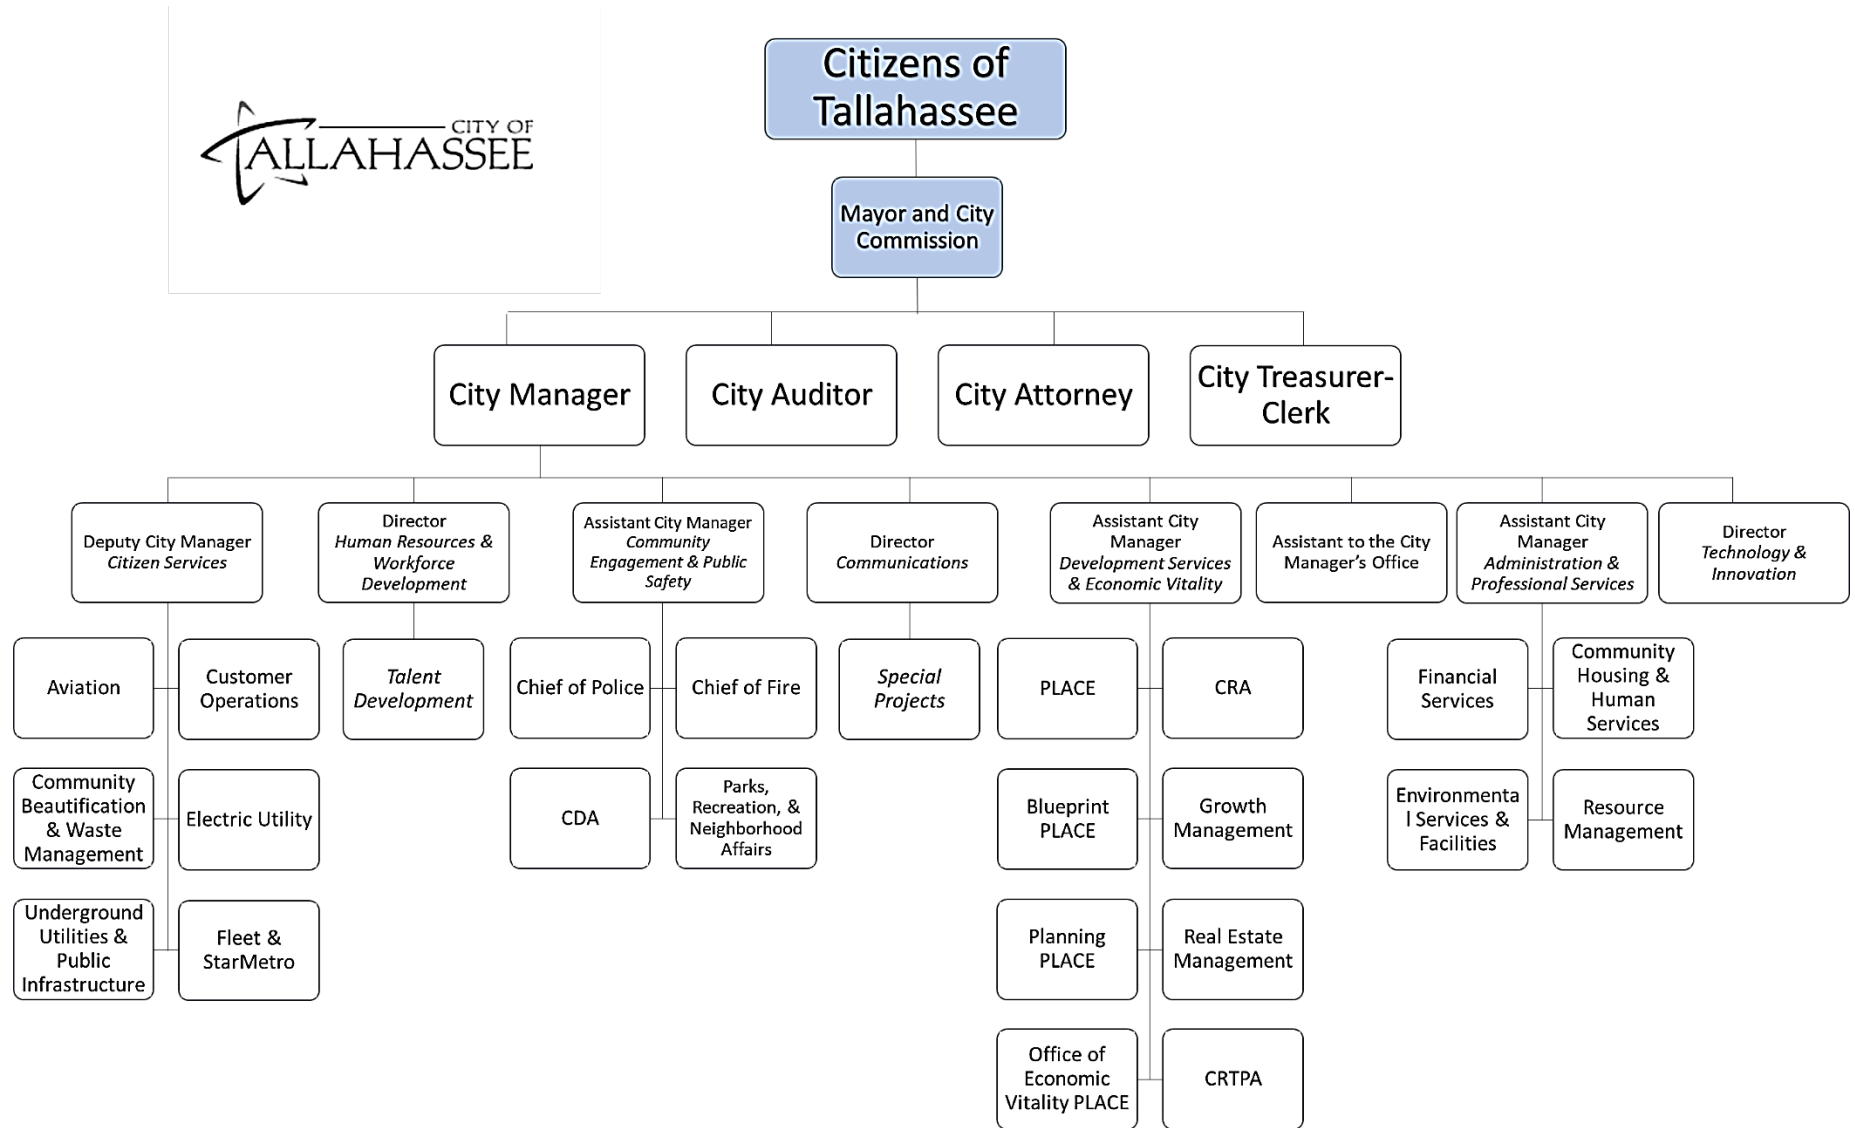 CITY OF
TALLAHASSEE
Citizens of
Tallahassee
Mayor and City
Commission
City Manager
City Auditor
City Attorney
City Treasurer-
Clerk
Deputy City Manager
Citizen Services
Director
Human Resources &
Workforce
Development
Assistant City Manager
Community
Engagement & Public
Safety
Director
Communications
Assistant City
Manager
Development Services
& Economic Vitality
Assistant to the City
Manager's Office
Assistant City
Manager
Administration &
Professional Services
Director
Technology &
Innovation
Aviation
Customer
Operations
Talent
Development
Chief of Police
Chief of Fire
Special
Projects
PLACE
CRA
Financial
Services
Community
Housing &
Human
Services
Community
Beautification
& Waste
Management
Electric Utility
CDA
Parks,
Recreation, &
Neighborhood
Affairs
Blueprint
PLACE
Growth
Management
Environmenta
l Services &
Facilities
Resource
Management
Underground
Utilities &
Public
Infrastructure
Fleet &
StarMetro
Planning
PLACE
Real Estate
Management
Office of
Economic
Vitality PLACE
CRTPA